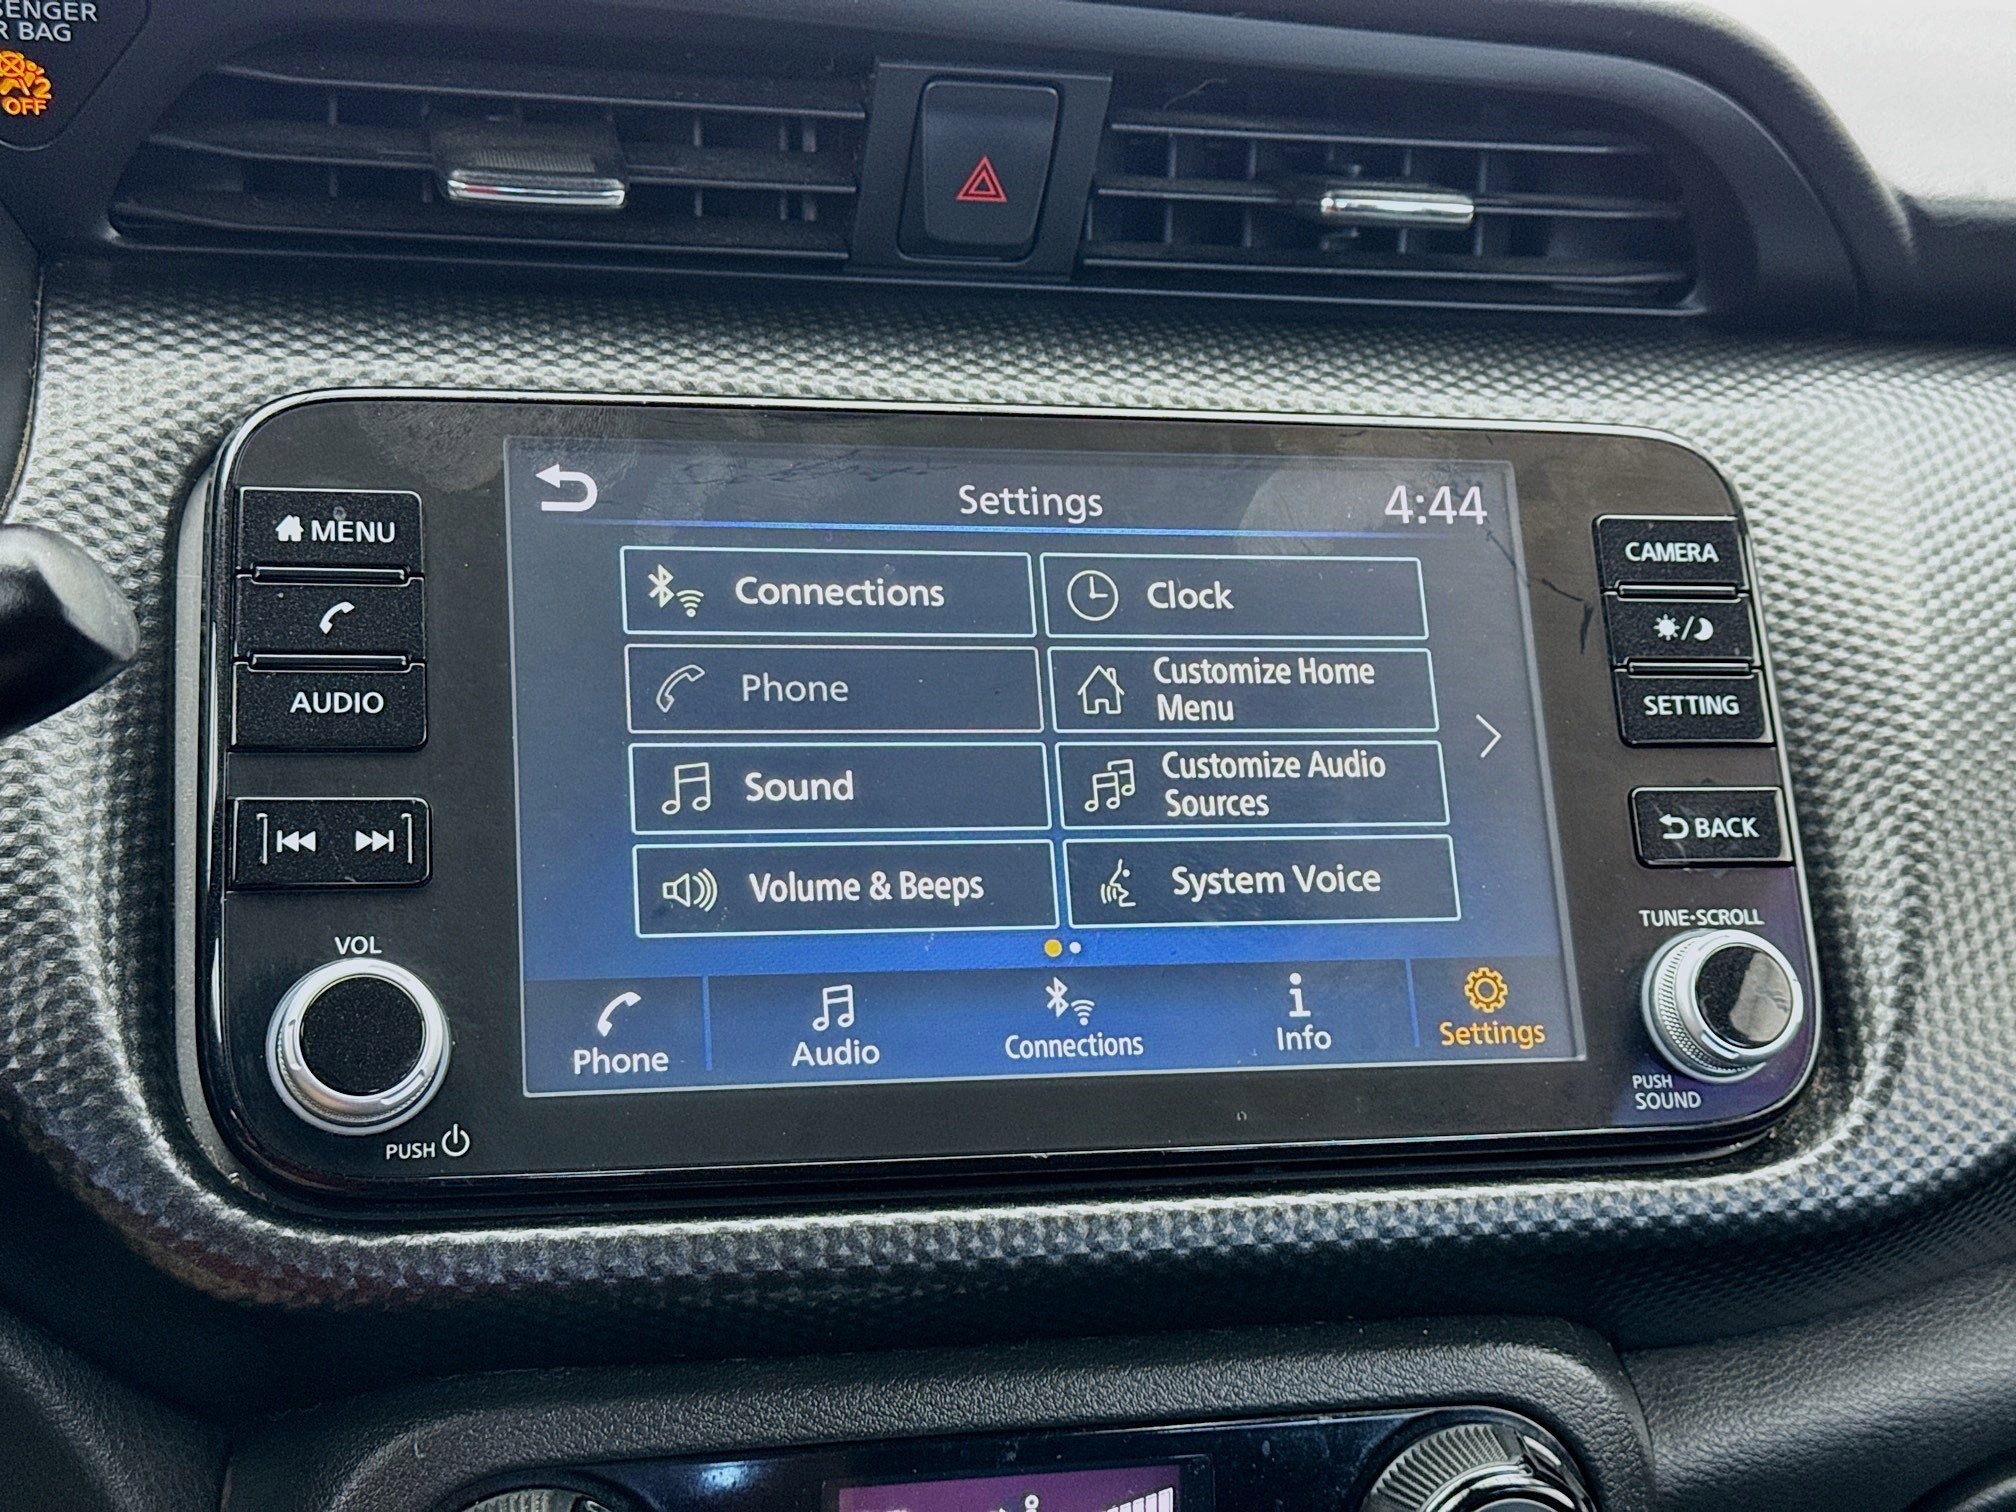 BAG
OFF
Settings
4:44
MENU
CAMERA
Connections
Clock
Phone
Customize Home
Menu
AUDIO
SETTING
Sound
Customize Audio
Sources
BACK
Volume & Beeps
System Voice
VOL
TUNE·SCROLL
Phone
Audio
Connections
Info
Settings
PUSH
SOUND
PUSH